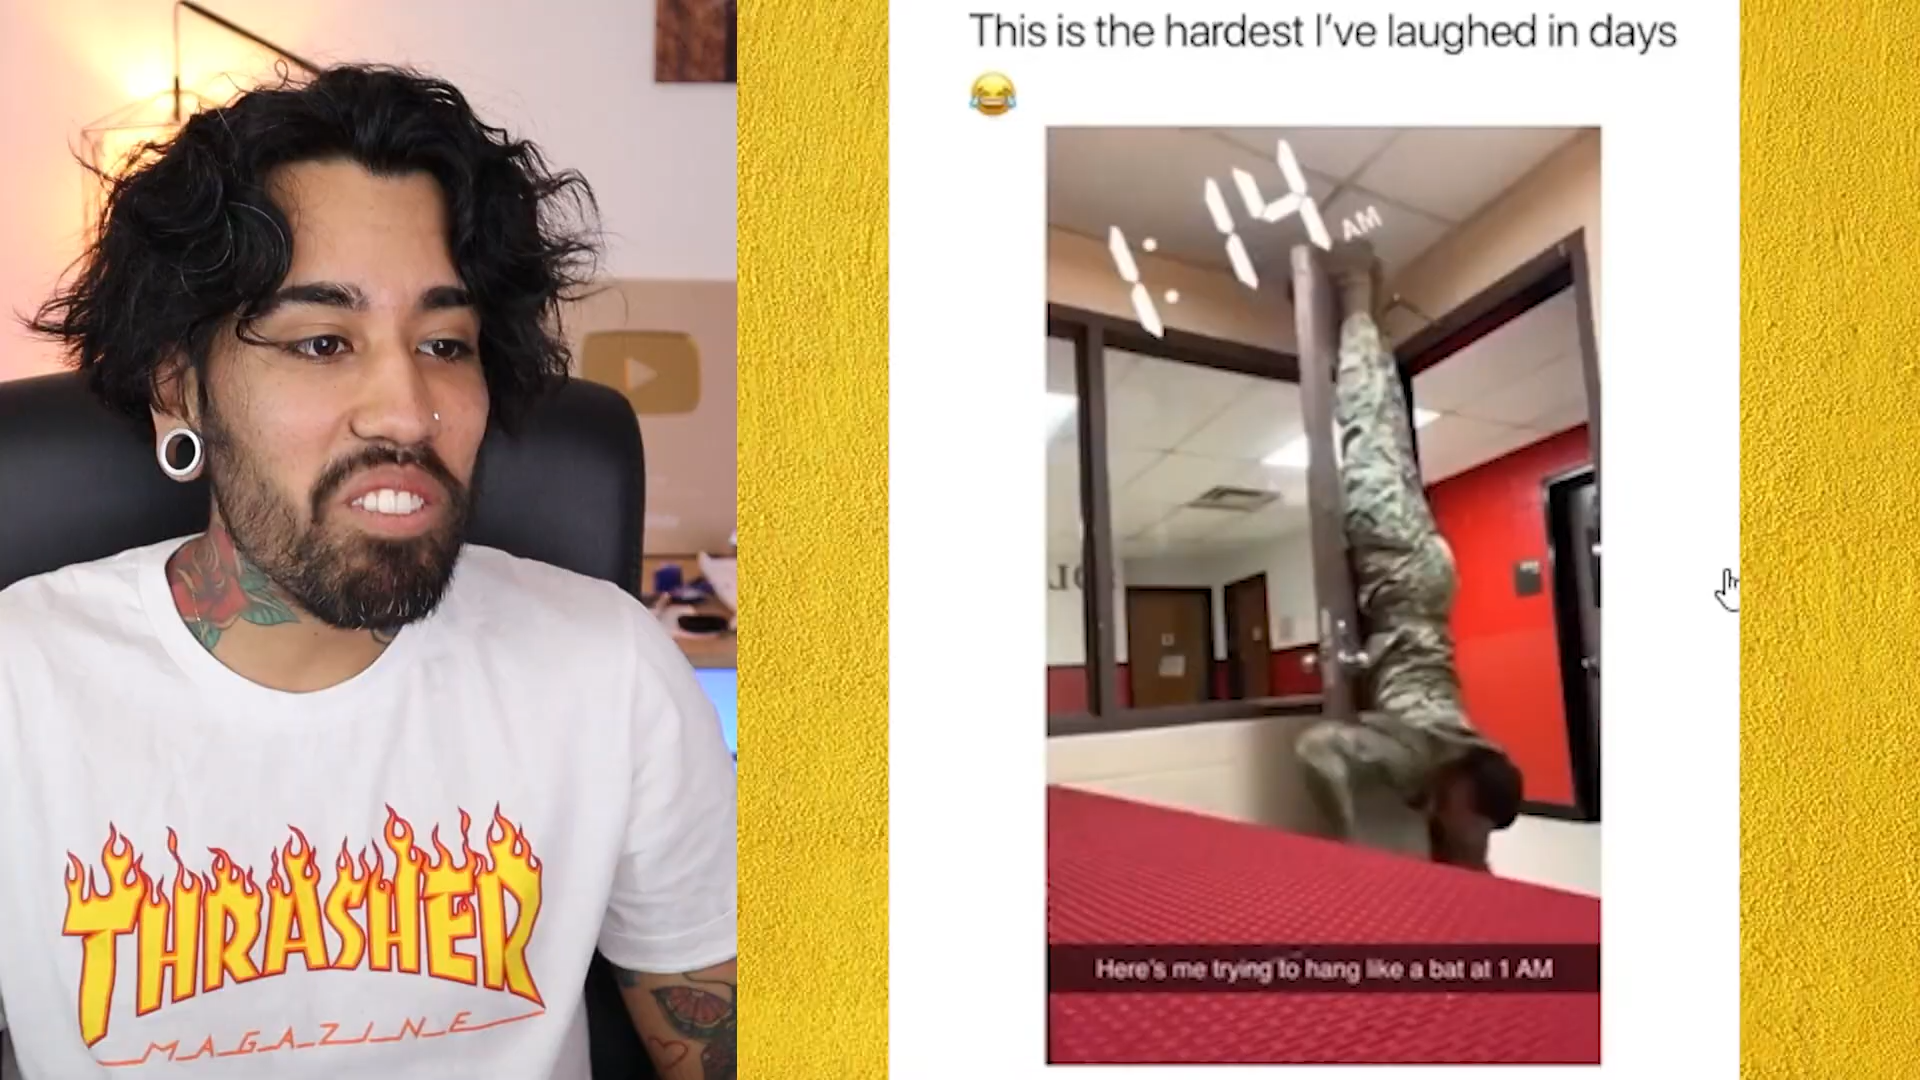 This is the hardest I've laughed in days
😂
1:14 AM
Here's me trying to hang like a bat at 1 AM
THRASHER
MAGAZINE